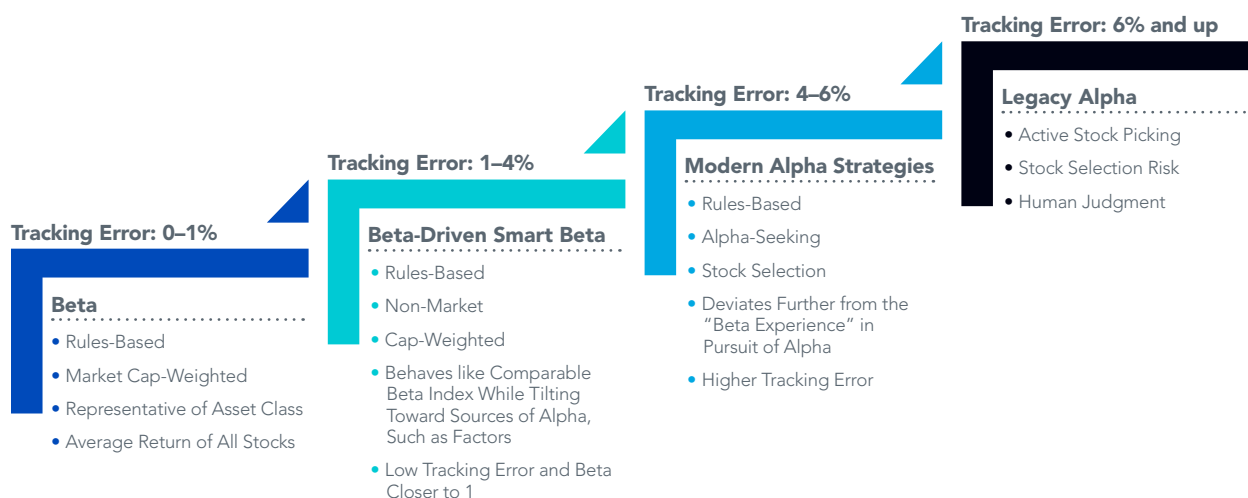 Tracking Error: 0–1%
Beta
• Rules-Based
• Market Cap-Weighted
• Representative of Asset Class
• Average Return of All Stocks
Tracking Error: 1–4%
Beta-Driven Smart Beta
• Rules-Based
• Non-Market
• Cap-Weighted
• Behaves like Comparable
Beta Index While Tilting
Toward Sources of Alpha,
Such as Factors
• Low Tracking Error and Beta
Closer to 1
Tracking Error: 4–6%
Modern Alpha Strategies
• Rules-Based
• Alpha-Seeking
• Stock Selection
• Deviates Further from the
“Beta Experience” in
Pursuit of Alpha
• Higher Tracking Error
Tracking Error: 6% and up
Legacy Alpha
• Active Stock Picking
• Stock Selection Risk
• Human Judgment